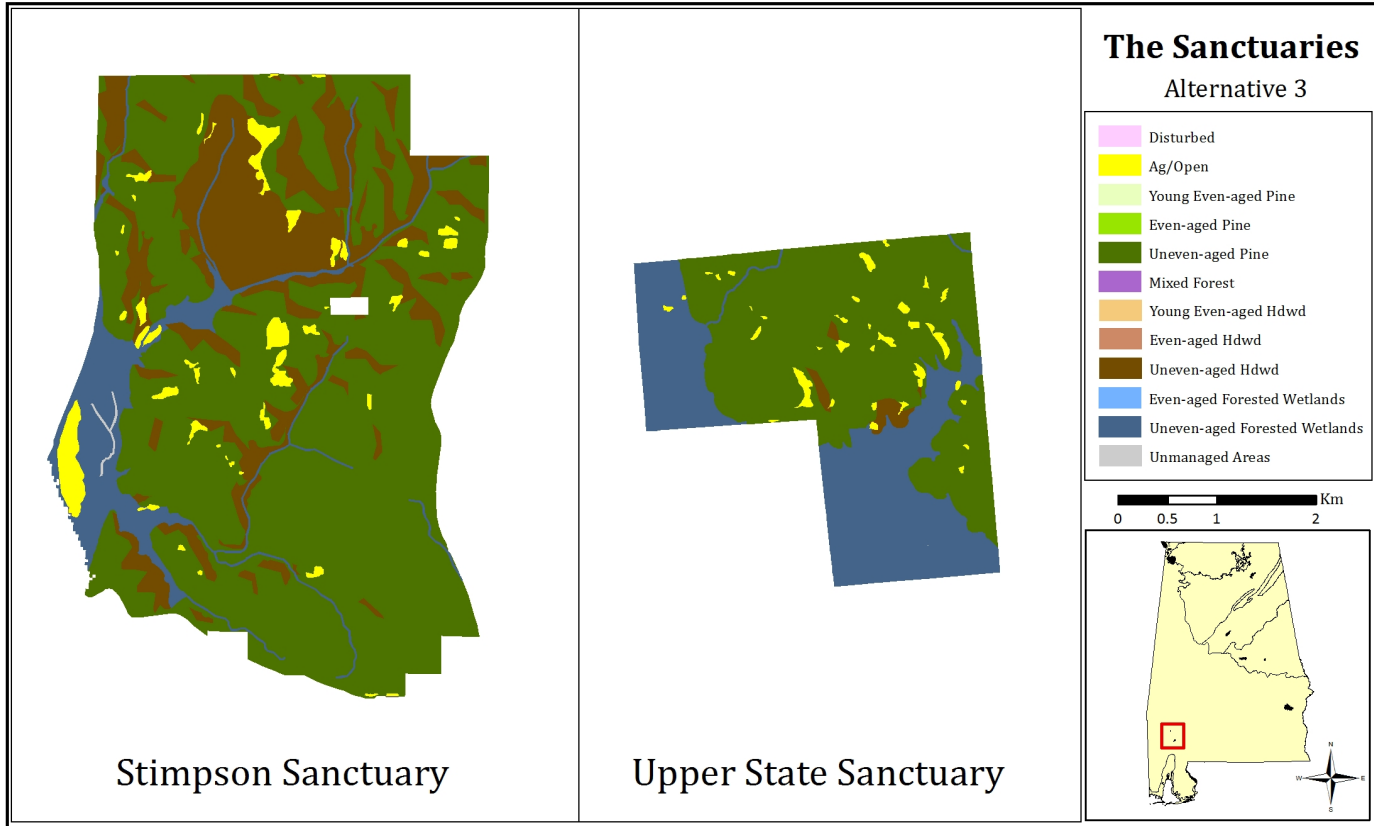 The Sanctuaries
Alternative 3
Disturbed
Ag/Open
Young Even-aged Pine
Even-aged Pine
Uneven-aged Pine
Mixed Forest
Young Even-aged Hdwd
Even-aged Hdwd
Uneven-aged Hdwd
Even-aged Forested Wetlands
Uneven-aged Forested Wetlands
Unmanaged Areas
Km
0 0.5 1 2
N
W E
S
Stimpson Sanctuary
Upper State Sanctuary